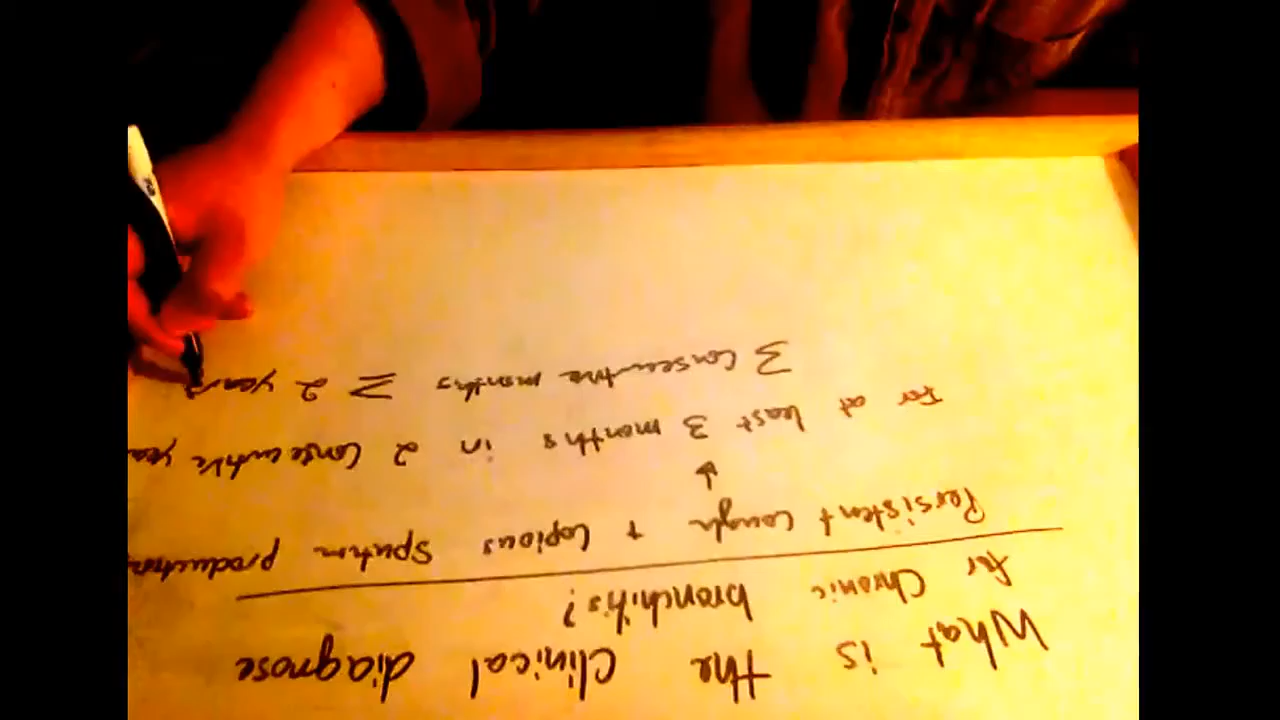 What is the Clinical diagnose
for Chronic bronchitis?
Persistent Cough + Copious Sputum production
↓
For at least 3 months in 2 consecutive yea
3 Consecutive months ≥ 2 years